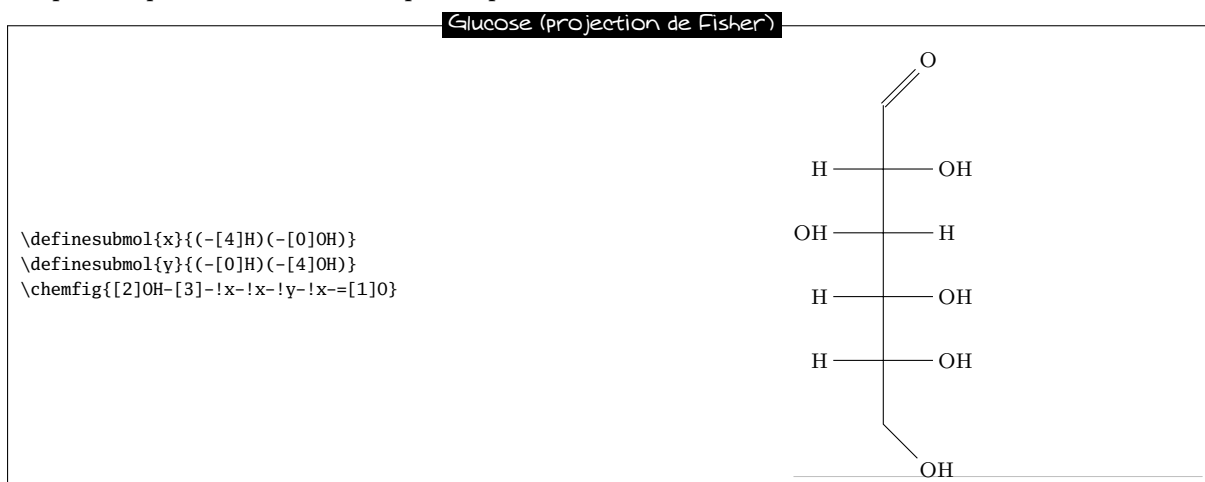 Glucose (projection de Fisher)
\definesubmol{x}{(-[4]H)(-[0]OH)}
\definesubmol{y}{(-[0]H)(-[4]OH)}
\chemfig{[2]OH-[3]-!x-!x-!y-!x-=[1]O}
O
H OH
OH H
H OH
H OH
OH